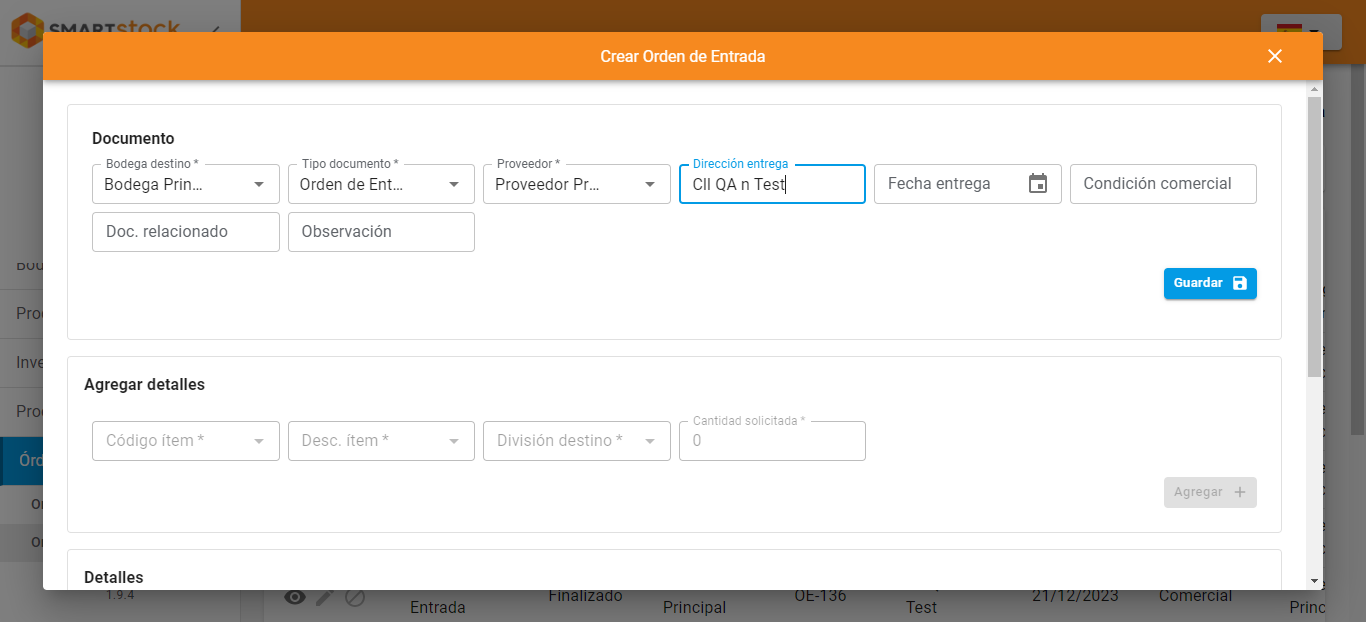 SMARTstock
Crear Orden de Entrada
Documento
Bodega destino *
Tipo documento *
Proveedor *
Dirección entrega
Bodega Prin...
Orden de Ent...
Proveedor Pr...
Cll QA n Test
Fecha entrega
Condición comercial
Doc. relacionado
Observación
Guardar
Agregar detalles
Cantidad solicitada *
Código ítem *
Desc. ítem *
División destino *
0
Agregar
Detalles
1.9.4
Entrada
Finalizado
Principal
OE-136
Test
21/12/2023
Comercial